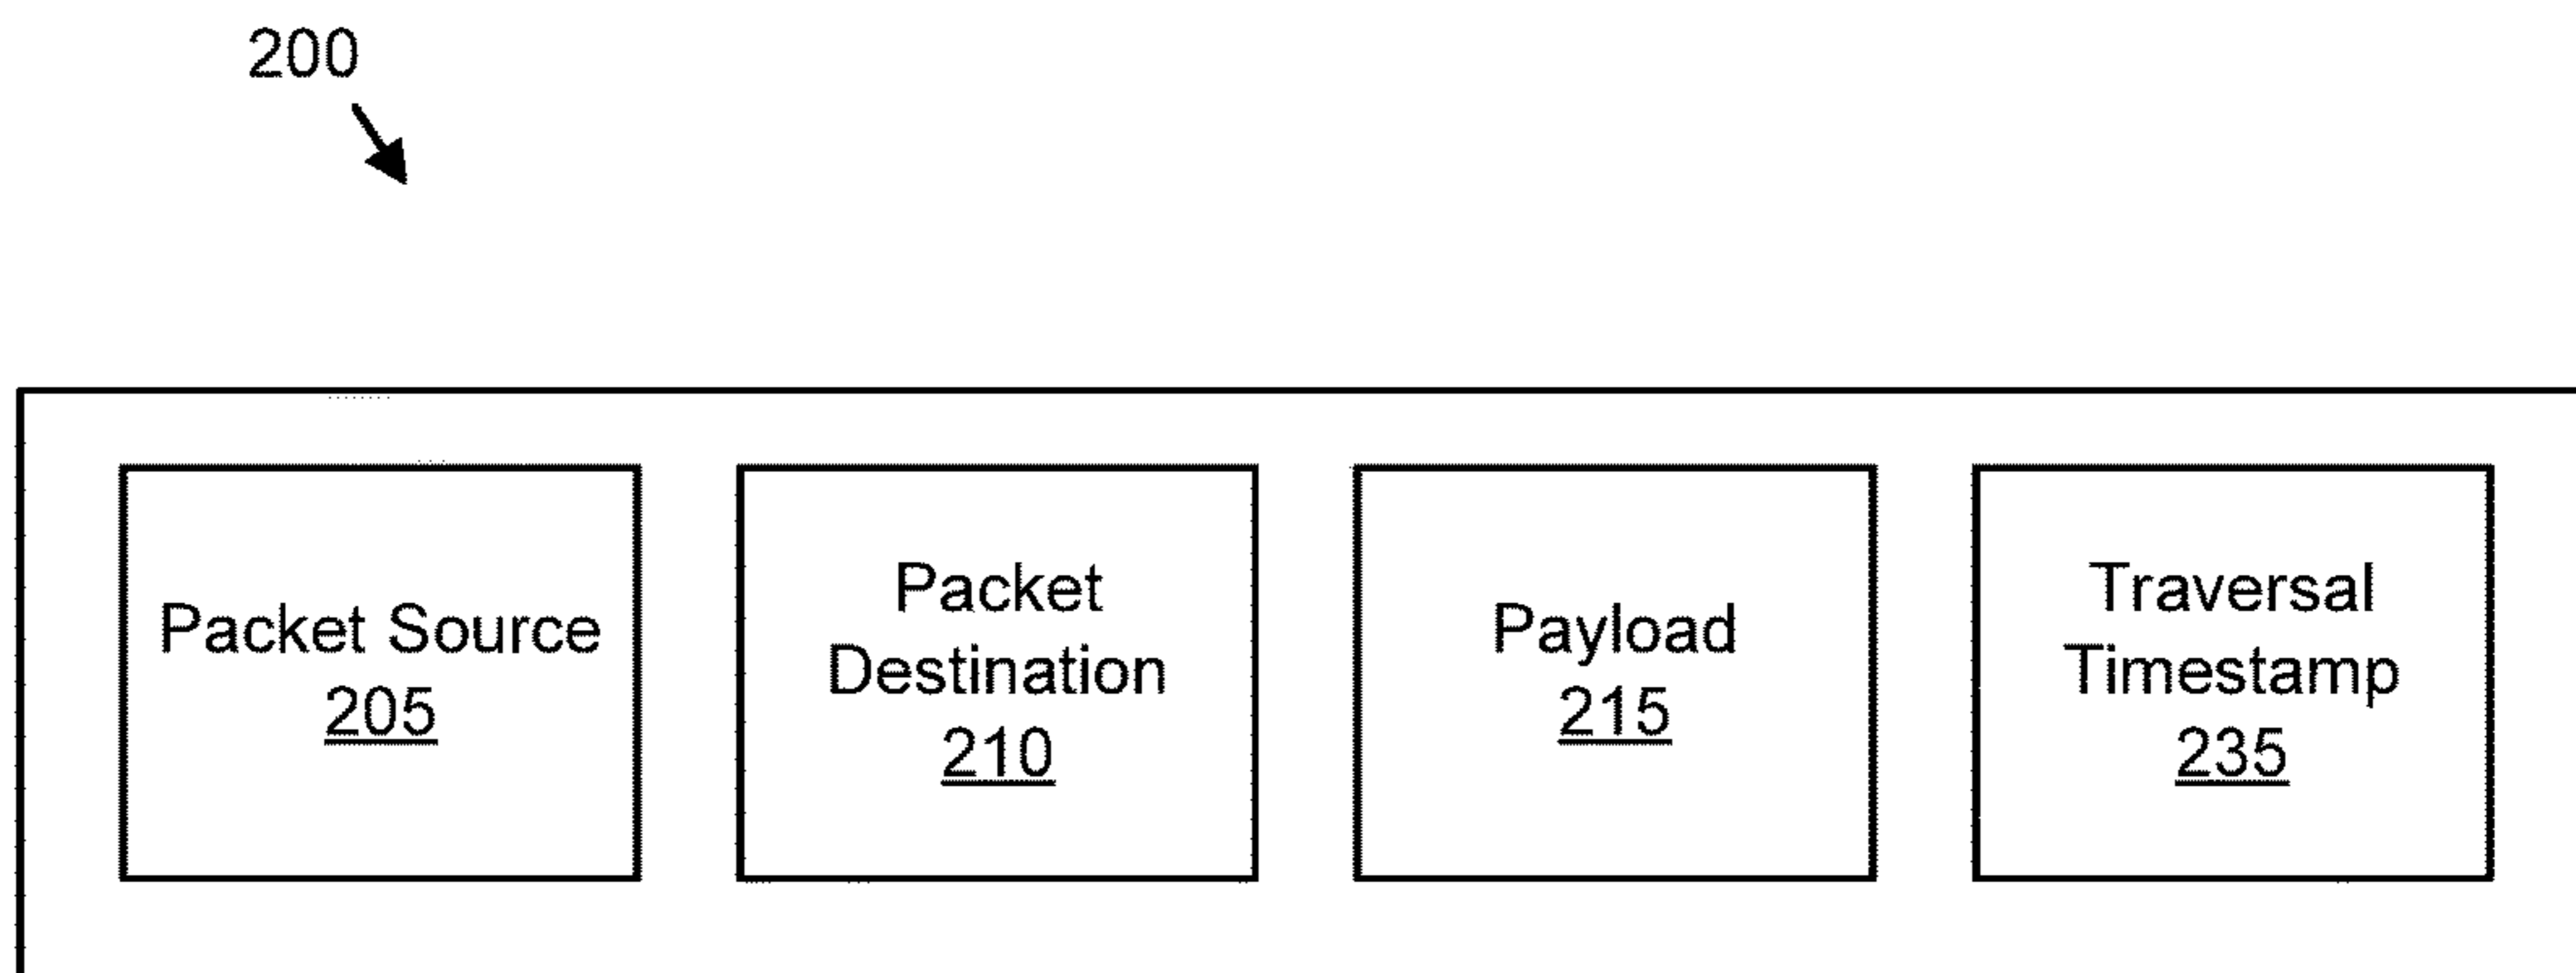 200
Packet Source
205
Packet
Destination
210
Payload
215
Traversal
Timestamp
235